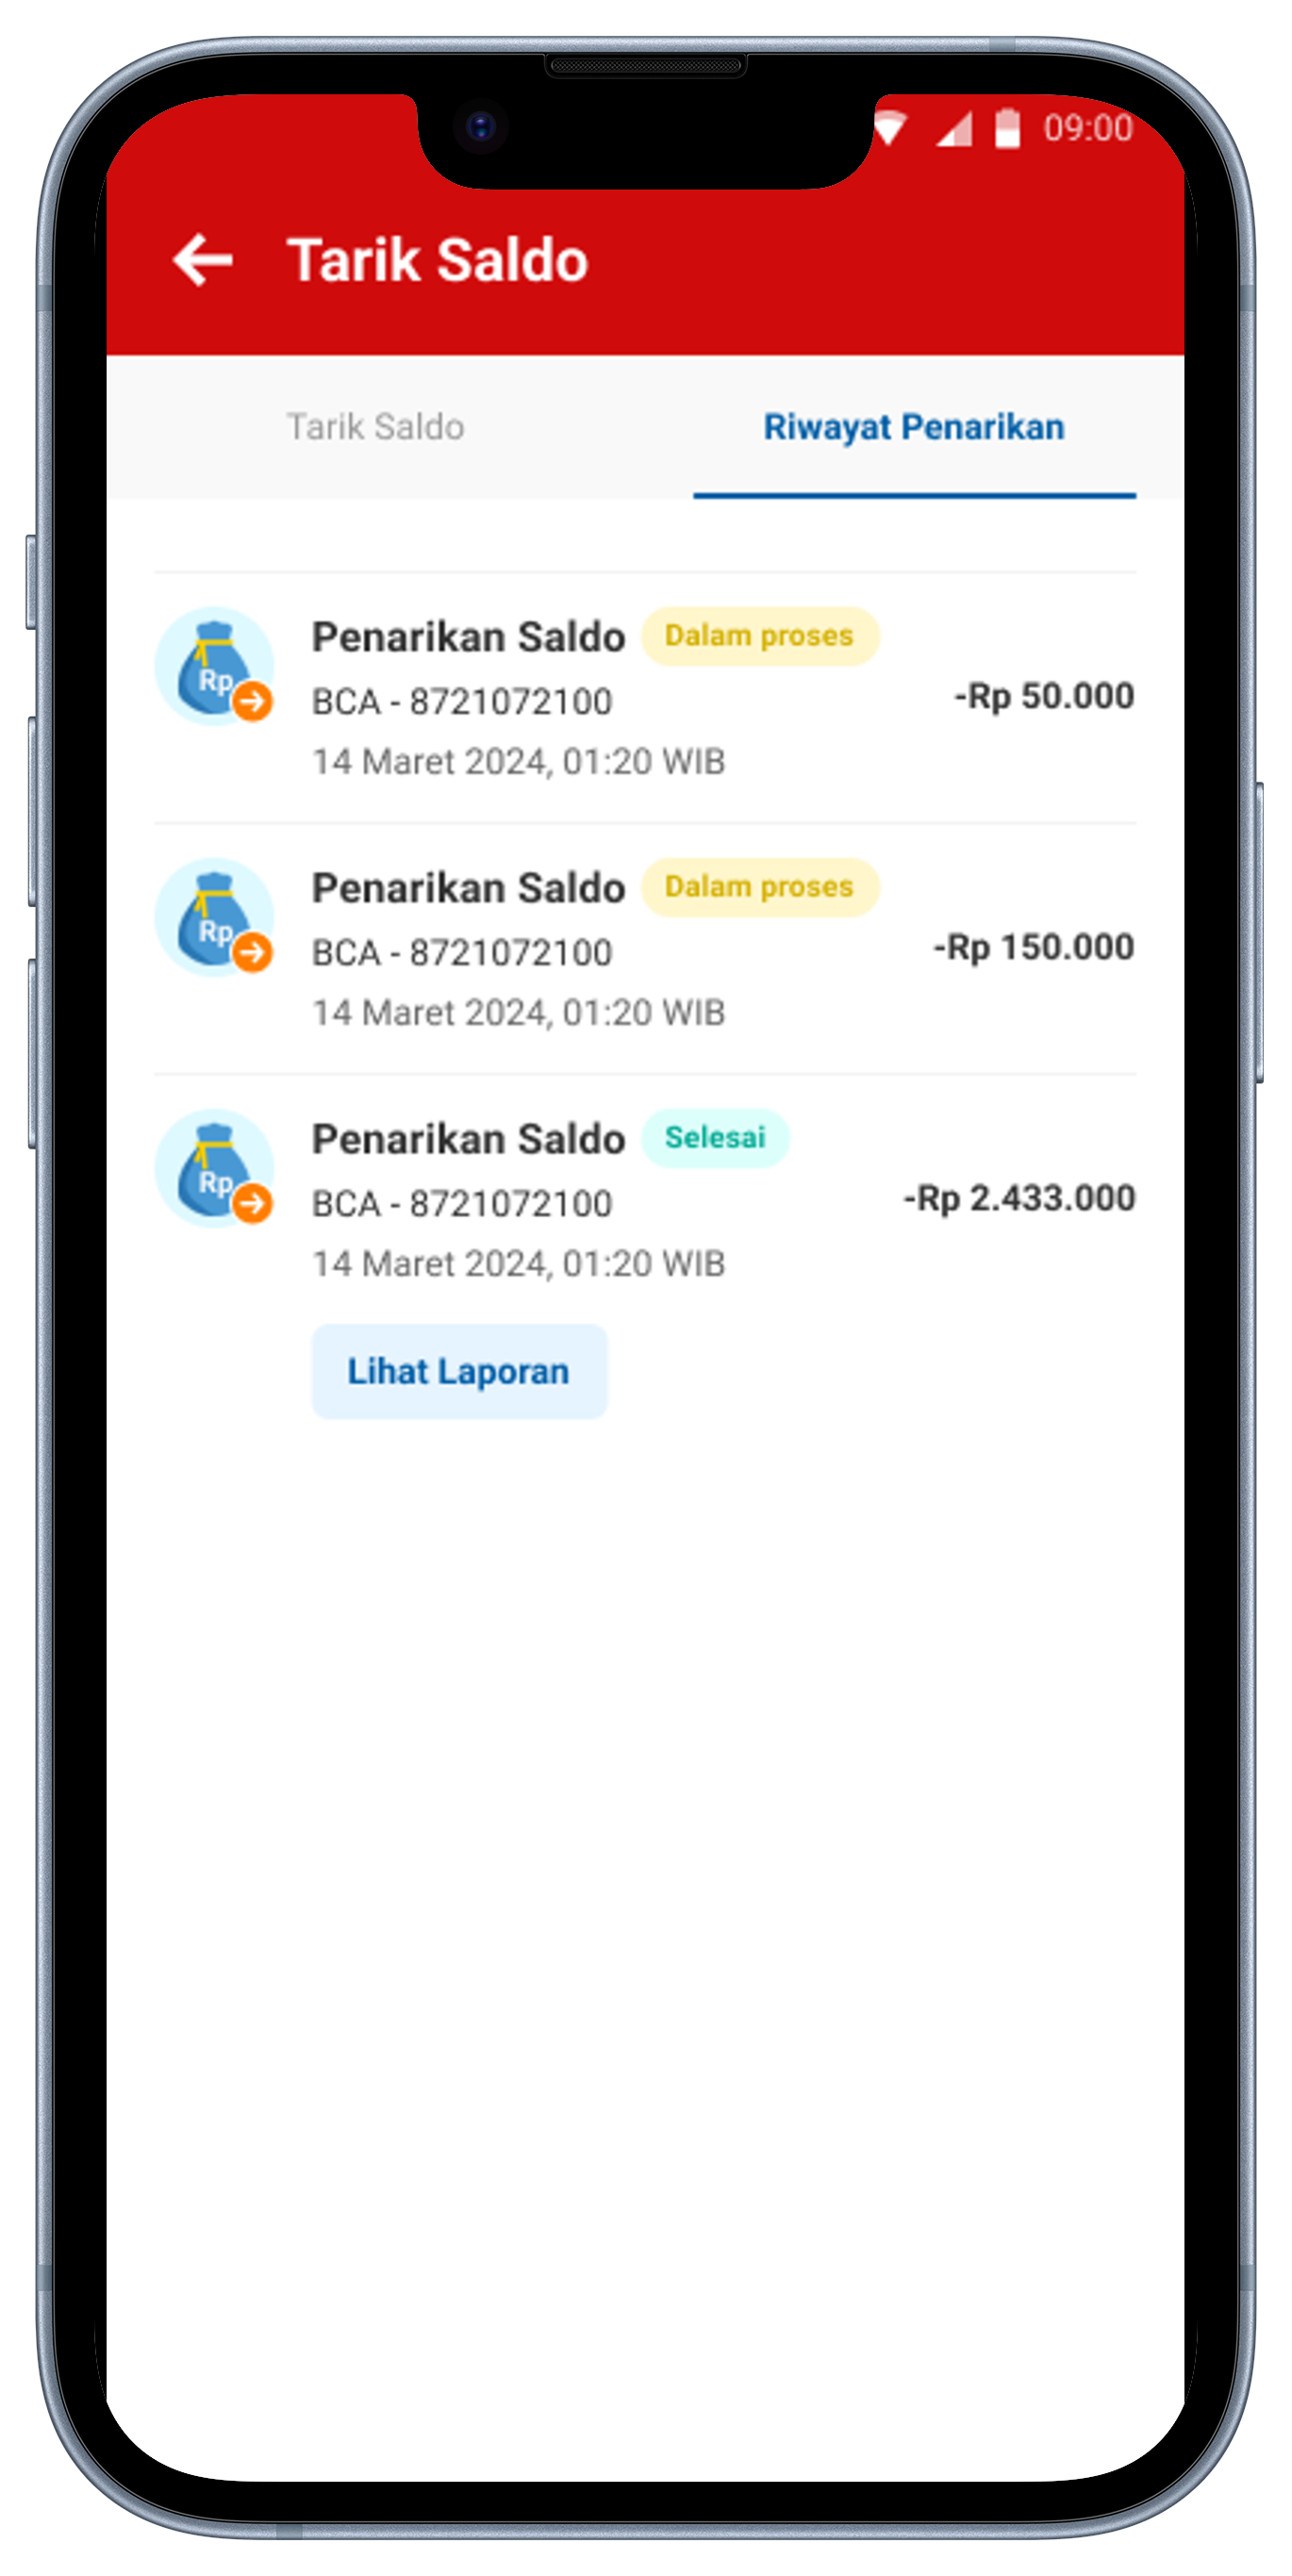 09:00
Tarik Saldo
Tarik Saldo
Riwayat Penarikan
Rp
Penarikan Saldo Dalam proses
BCA - 8721072100
-Rp 50.000
14 Maret 2024, 01:20 WIB
Rp
Penarikan Saldo Dalam proses
BCA - 8721072100
-Rp 150.000
14 Maret 2024, 01:20 WIB
Rp
Penarikan Saldo Selesai
BCA - 8721072100
-Rp 2.433.000
14 Maret 2024, 01:20 WIB
Lihat Laporan